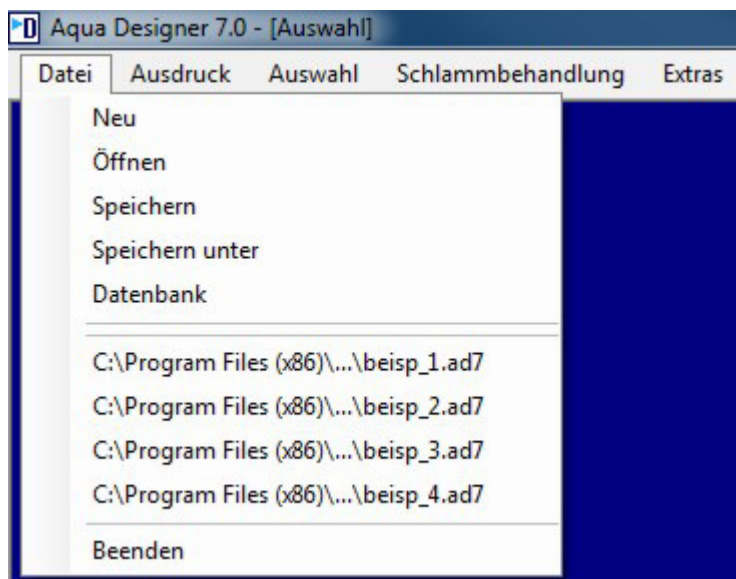 Aqua Designer 7.0 - [Auswahl]
Datei Ausdruck Auswahl Schlammbehandlung Extras
Neu
Öffnen
Speichern
Speichern unter
Datenbank
C:\Program Files (x86)\...\beisp_1.ad7
C:\Program Files (x86)\...\beisp_2.ad7
C:\Program Files (x86)\...\beisp_3.ad7
C:\Program Files (x86)\...\beisp_4.ad7
Beenden